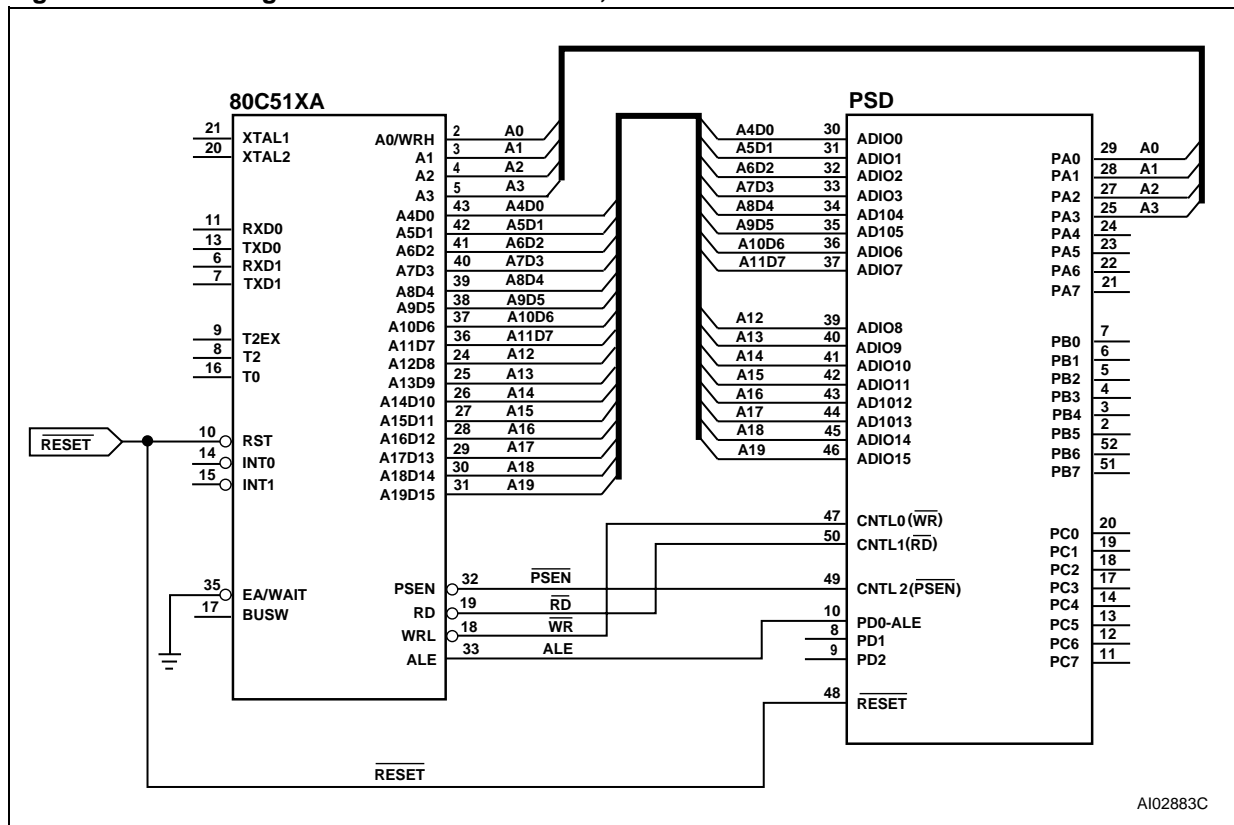 80C51XA
21 XTAL1
20 XTAL2
11 RXD0
13 TXD0
6 RXD1
7 TXD1
9 T2EX
8 T2
16 T0
RESET
10 RST
14 INT0
15 INT1
35 EA/WAIT
17 BUSW
A0/WRH 2 A0
A1 3 A1
A2 4 A2
A3 5 A3
A4D0 43 A4D0
A5D1 42 A5D1
A6D2 41 A6D2
A7D3 40 A7D3
A8D4 39 A8D4
A9D5 38 A9D5
A10D6 37 A10D6
A11D7 36 A11D7
A12D8 24 A12
A13D9 25 A13
A14D10 26 A14
A15D11 27 A15
A16D12 28 A16
A17D13 29 A17
A18D14 30 A18
A19D15 31 A19
PSEN 32 PSEN
RD 19 RD
WRL 18 WR
ALE 33 ALE
PSD
A4D0 30 ADIO0
A5D1 31 ADIO1
A6D2 32 ADIO2
A7D3 33 ADIO3
A8D4 34 AD104
A9D5 35 AD105
A10D6 36 ADIO6
A11D7 37 ADIO7
A12 39 ADIO8
A13 40 ADIO9
A14 41 ADIO10
A15 42 ADIO11
A16 43 AD1012
A17 44 AD1013
A18 45 ADIO14
A19 46 ADIO15
47 CNTL0(WR)
50 CNTL1(RD)
49 CNTL2(PSEN)
10 PD0-ALE
8 PD1
9 PD2
48 RESET
PA0 29 A0
PA1 28 A1
PA2 27 A2
PA3 25 A3
PA4 24
PA5 23
PA6 22
PA7 21
PB0 7
PB1 6
PB2 5
PB3 4
PB4 3
PB5 2
PB6 52
PB7 51
PC0 20
PC1 19
PC2 18
PC3 17
PC4 14
PC5 13
PC6 12
PC7 11
RESET
AI02883C